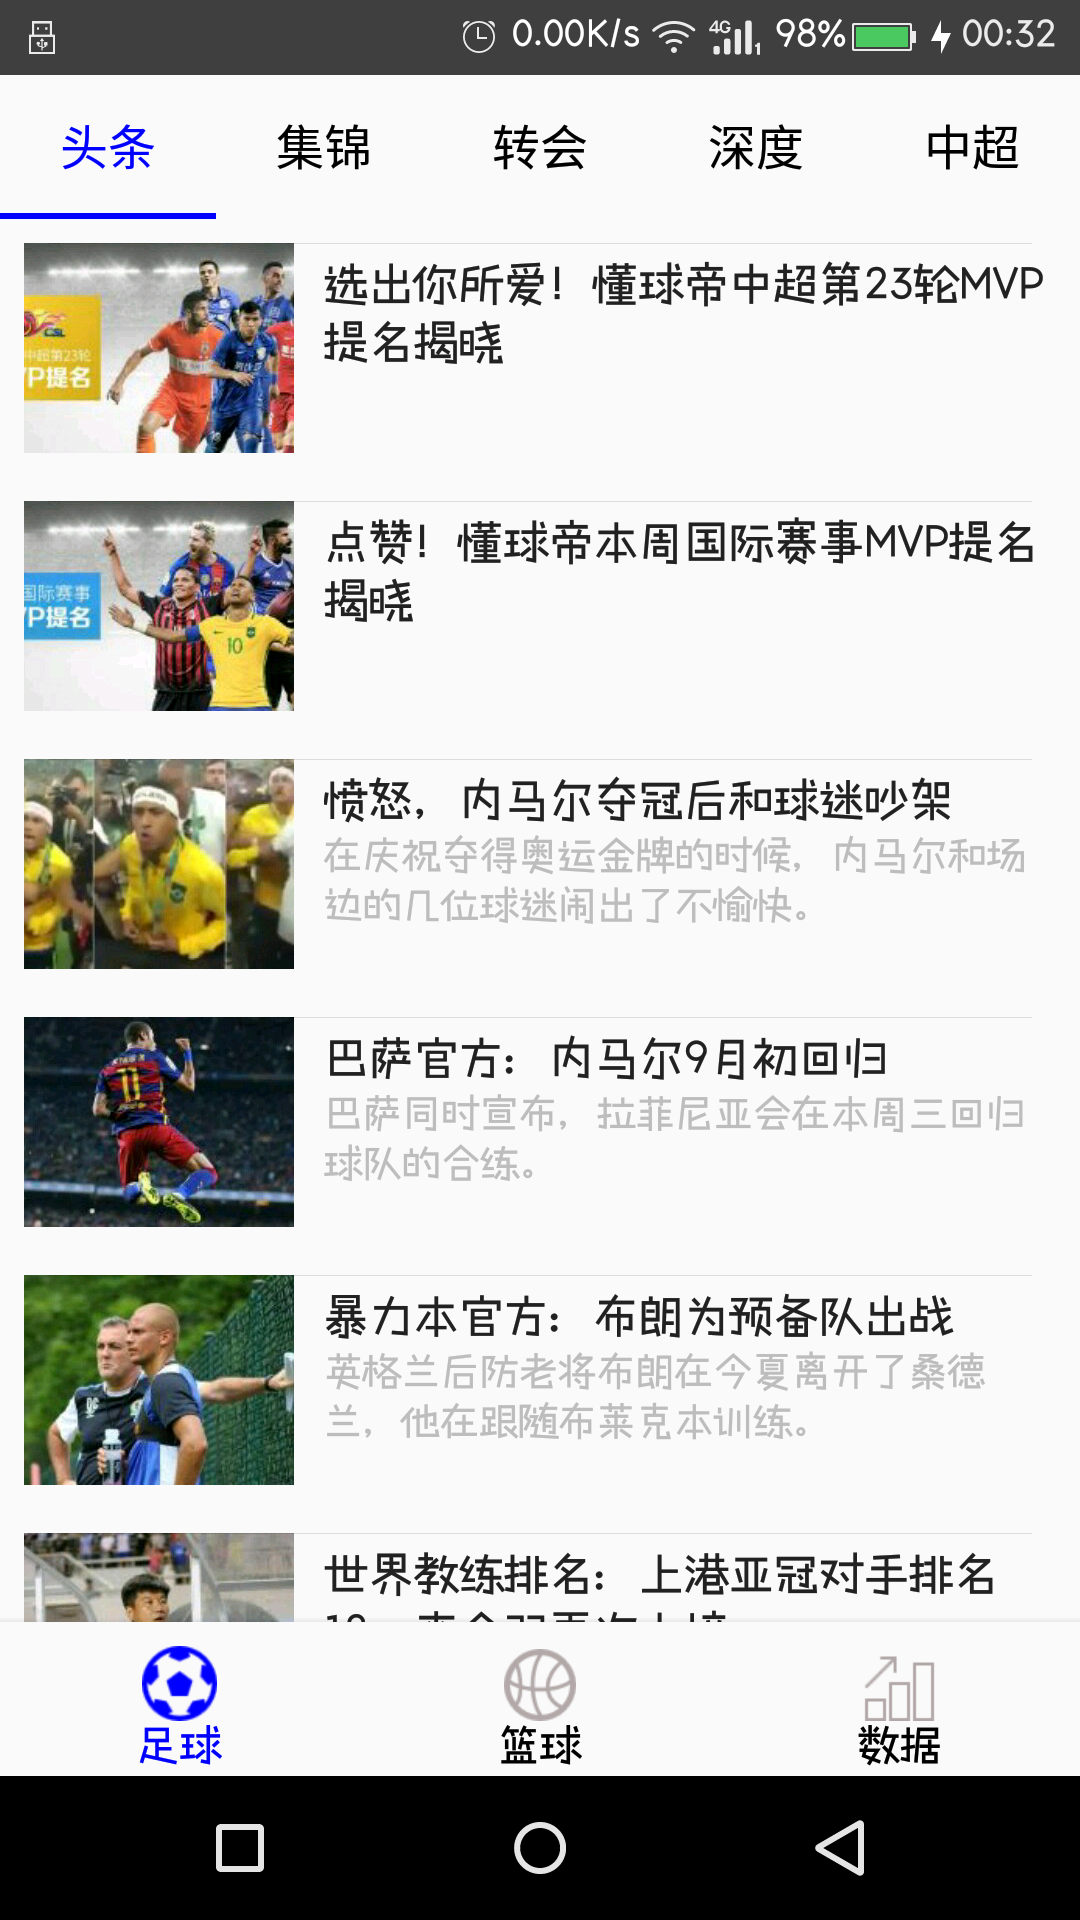 0.00K/s 4G 1 98% 00:32
头条 集锦 转会 深度 中超
CSL
中超第23轮
VP提名
选出你所爱！懂球帝中超第23轮MVP
提名揭晓
国际赛事
VP提名
10
点赞！懂球帝本周国际赛事MVP提名
揭晓
愤怒，内马尔夺冠后和球迷吵架
在庆祝夺得奥运金牌的时候，内马尔和场
边的几位球迷闹出了不愉快。
11
巴萨官方：内马尔9月初回归
巴萨同时宣布，拉菲尼亚会在本周三回归
球队的合练。
暴力本官方：布朗为预备队出战
英格兰后防老将布朗在今夏离开了桑德
兰，他在跟随布莱克本训练。
世界教练排名：上港亚冠对手排名
足球 篮球 数据